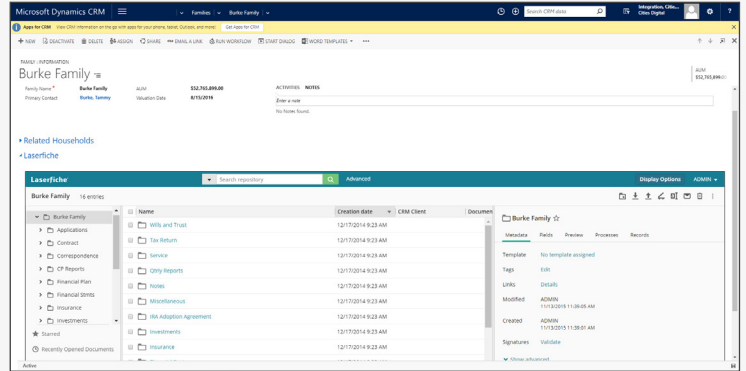 Microsoft Dynamics CRM
Families
Burke Family
Search CRM data
Integration, Citie...
Cities Digital
?
Apps for CRM View CRM information on the go with apps for your phone, tablet, Outlook, and more! Get Apps for CRM
NEW
DEACTIVATE
DELETE
ASSIGN
SHARE
EMAIL A LINK
RUN WORKFLOW
START DIALOG
WORD TEMPLATES
FAMILY : INFORMATION
Burke Family
AUM
$52,765,899.00
Family Name * Burke Family AUM $52,765,899.00
Primary Contact Burke, Tammy Valuation Date 8/15/2016
ACTIVITIES NOTES
Enter a note
No Notes found.
Related Households
Laserfiche
Laserfiche
Search repository
Advanced
Display Options
ADMIN
Burke Family 16 entries
Burke Family
Applications
Contract
Correspondence
CP Reports
Financial Plan
Financial Stmts
Insurance
Investments
Starred
Recently Opened Documents
Name Creation date CRM Client Documen
Wills and Trust 12/17/2014 9:23 AM
Tax Return 12/17/2014 9:23 AM
Service 12/17/2014 9:23 AM
Qtrly Reports 12/17/2014 9:23 AM
Notes 12/17/2014 9:23 AM
Miscellaneous 12/17/2014 9:23 AM
IRA Adoption Agreement 12/17/2014 9:23 AM
Investments 12/17/2014 9:23 AM
Insurance 12/17/2014 9:23 AM
Burke Family
Metadata Fields Preview Processes Records
Template No template assigned
Tags Edit
Links Details
Modified ADMIN
Created ADMIN
Signatures Validate
Show advanced
Active